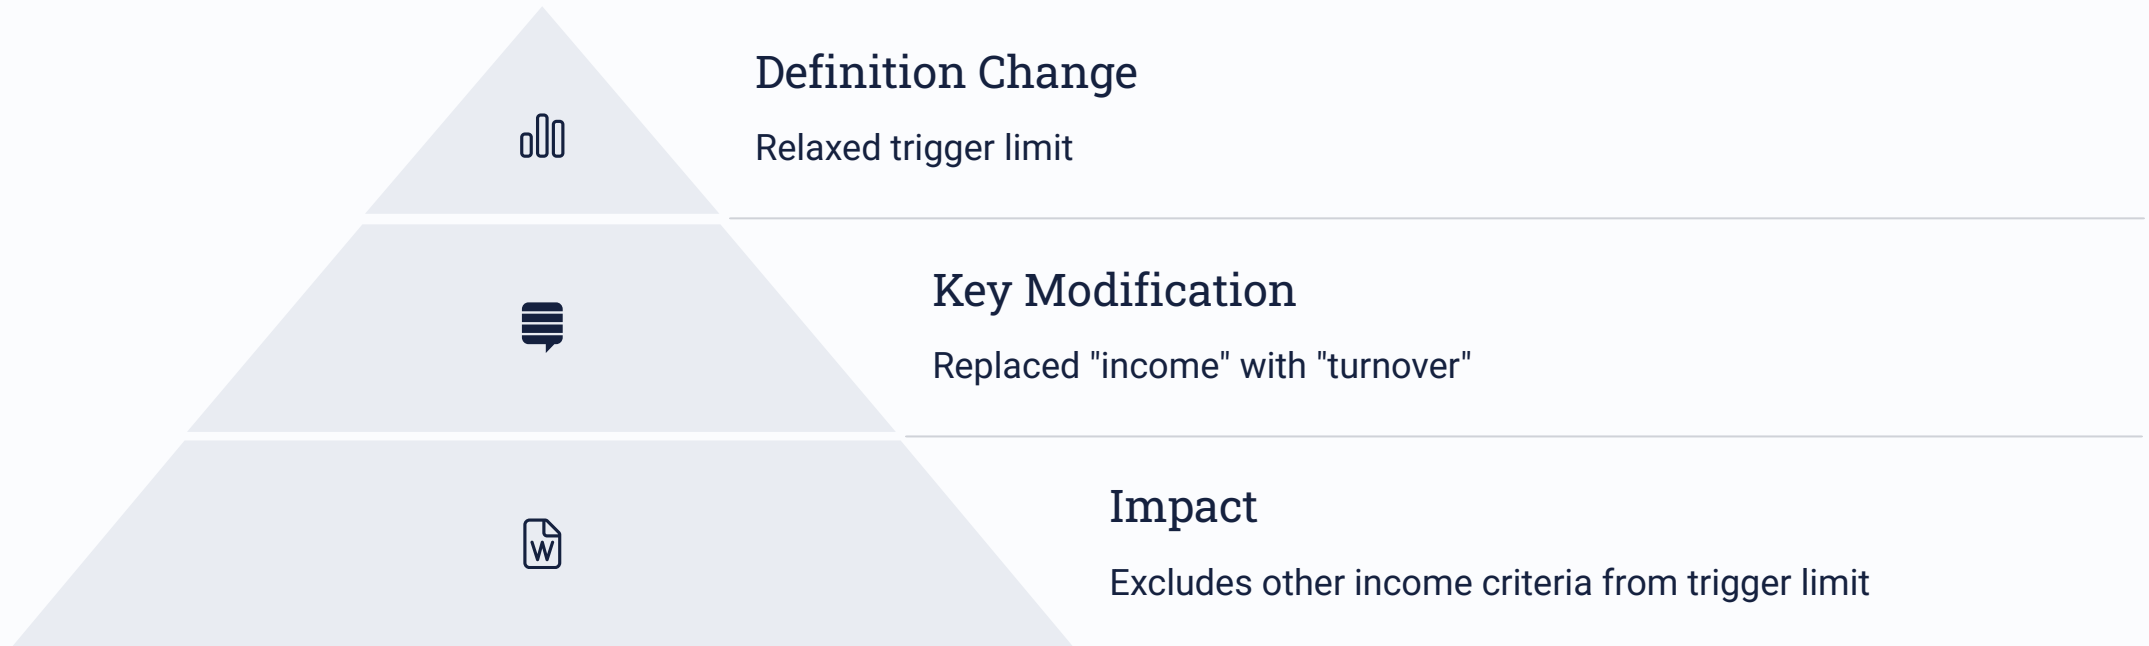 Definition Change
Relaxed trigger limit
Key Modification
Replaced "income" with "turnover"
W
Impact
Excludes other income criteria from trigger limit